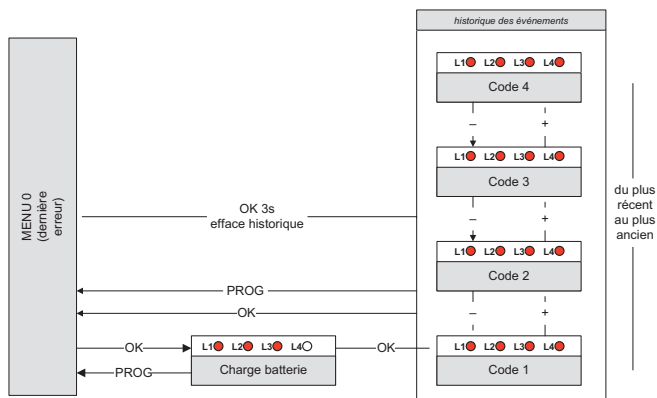 historique des événements
L1 L2 L3 L4
Code 4
– +
L1 L2 L3 L4
Code 3
– +
L1 L2 L3 L4
Code 2
– +
L1 L2 L3 L4
Code 1
du plus
récent
au plus
ancien
MENU 0
(dernière
erreur)
OK 3s
efface historique
PROG
OK
OK
L1 L2 L3 L4
Charge batterie
OK
PROG